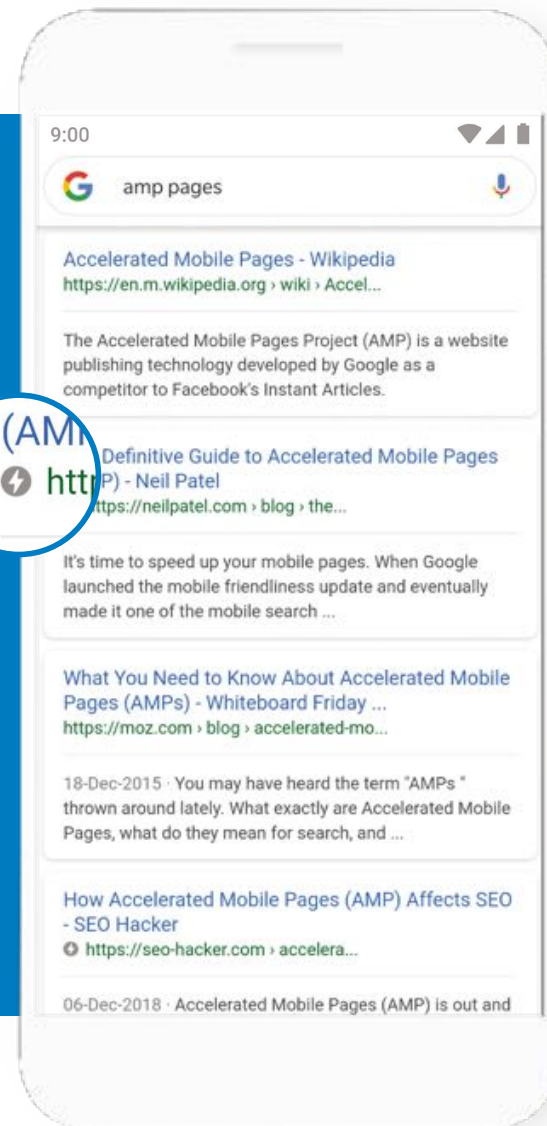 9:00
G amp pages
Accelerated Mobile Pages - Wikipedia
https://en.m.wikipedia.org › wiki › Accel...
The Accelerated Mobile Pages Project (AMP) is a website
publishing technology developed by Google as a
competitor to Facebook's Instant Articles.
(AM
Definitive Guide to Accelerated Mobile Pages
http
P) - Neil Patel
ttps://neilpatel.com › blog › the...
It's time to speed up your mobile pages. When Google
launched the mobile friendliness update and eventually
made it one of the mobile search ...
What You Need to Know About Accelerated Mobile
Pages (AMPs) - Whiteboard Friday ...
https://moz.com › blog › accelerated-mo...
18-Dec-2015 · You may have heard the term "AMPs "
thrown around lately. What exactly are Accelerated Mobile
Pages, what do they mean for search, and ...
How Accelerated Mobile Pages (AMP) Affects SEO
- SEO Hacker
https://seo-hacker.com › accelera...
06-Dec-2018 · Accelerated Mobile Pages (AMP) is out and